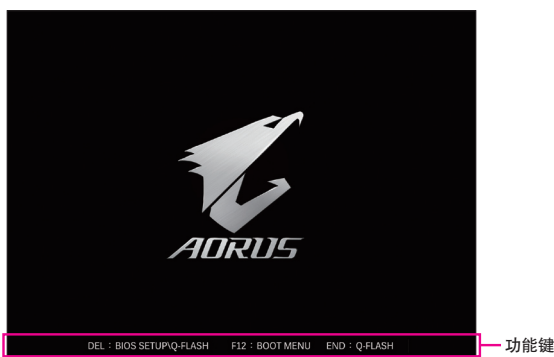 AORUS
DEL : BIOS SETUP\Q-FLASH F12 : BOOT MENU END : Q-FLASH
功能键